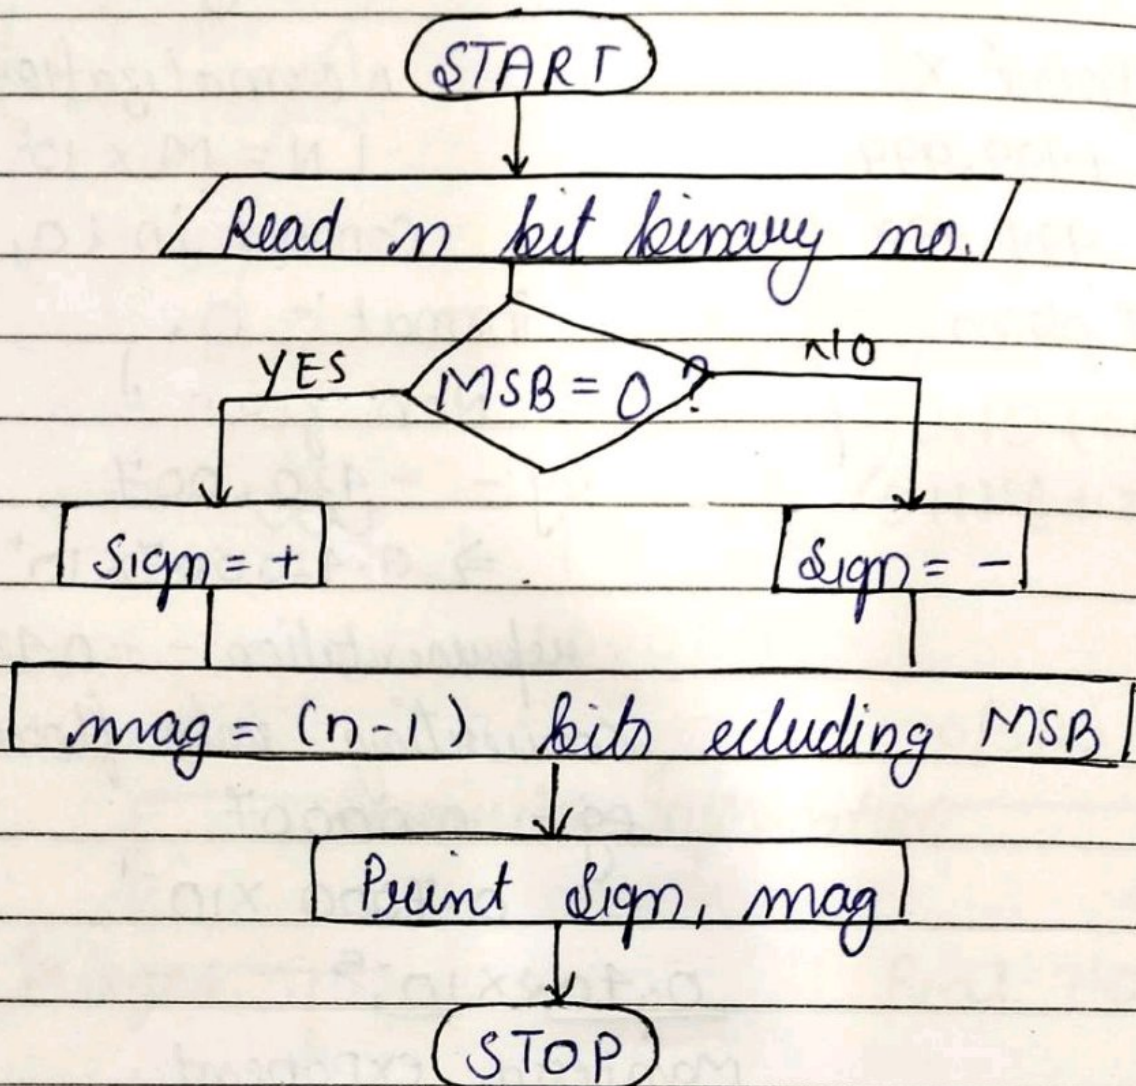 START
Read n bit binary no.
YES
MSB = 0 ?
NO
Sign = +
Sign = -
mag = (n-1) bits ecluding MSB
Print Sign, mag
STOP